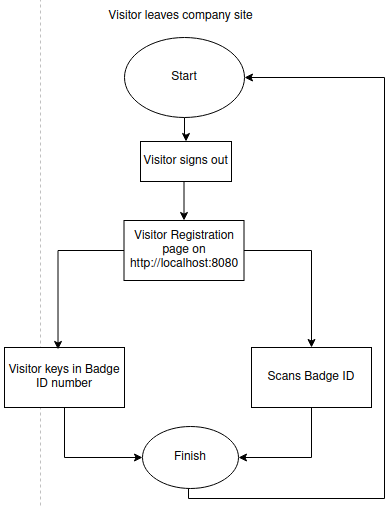 Visitor leaves company site
Start
Visitor signs out
Visitor Registration
page on
http://localhost:8080
Visitor keys in Badge
ID number
Scans Badge ID
Finish